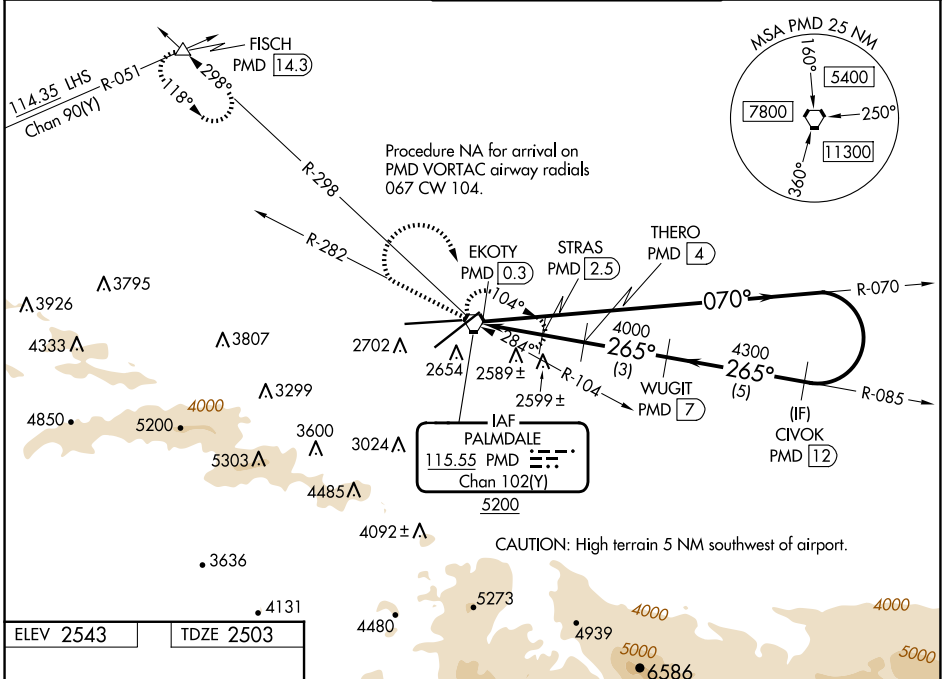 FISCH
PMD 14.3
298°
118°
114.35 LHS
Chan 90(Y)
R-051
MSA PMD 25 NM
160°
5400
7800
250°
11300
360°
Procedure NA for arrival on
PMD VORTAC airway radials
067 CW 104.
R-298
R-282
EKOTY
PMD 0.3
STRAS
PMD 2.5
THERO
PMD 4
104°
070°
R-070
3926
3795
4333
3807
2702
2654
2589±
284°
R-104
2599±
4000
265°
(3)
WUGIT
PMD 7
4300
265°
(5)
R-085
(IF)
CIVOK
PMD 12
3299
4850
4000
5200
3600
3024
5303
4485
IAF
PALMDALE
115.55 PMD
Chan 102(Y)
5200
4092±
CAUTION: High terrain 5 NM southwest of airport.
3636
4131
5273
4480
4939
4000
4000
5000
5000
6586
ELEV 2543
TDZE 2503